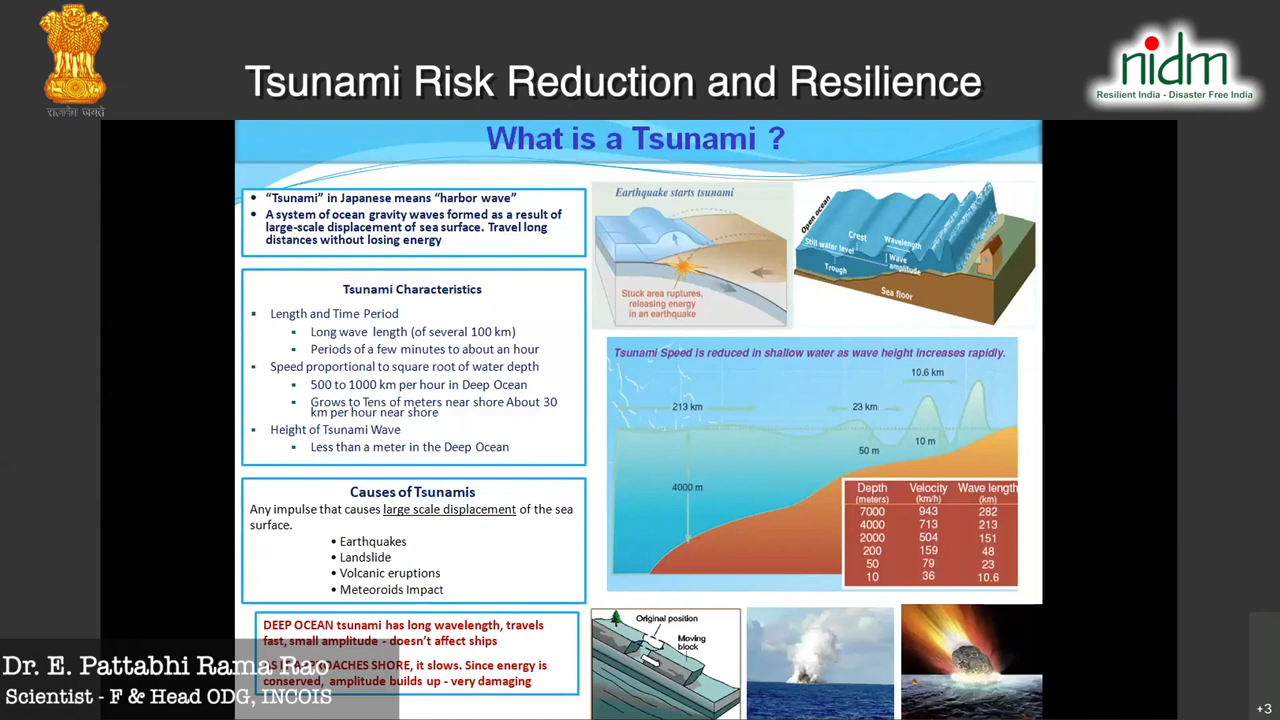 Tsunami Risk Reduction and Resilience
सत्यमेव जयते
nidm
Resilient India - Disaster Free India
What is a Tsunami ?
• “Tsunami” in Japanese means “harbor wave”
• A system of ocean gravity waves formed as a result of
large-scale displacement of sea surface. Travel long
distances without losing energy
Tsunami Characteristics
▪ Length and Time Period
▪ Long wave length (of several 100 km)
▪ Periods of a few minutes to about an hour
▪ Speed proportional to square root of water depth
▪ 500 to 1000 km per hour in Deep Ocean
▪ Grows to Tens of meters near shore About 30
km per hour near shore
▪ Height of Tsunami Wave
▪ Less than a meter in the Deep Ocean
Causes of Tsunamis
Any impulse that causes large scale displacement of the sea
surface.
• Earthquakes
• Landslide
• Volcanic eruptions
• Meteoroids Impact
DEEP OCEAN tsunami has long wavelength, travels
fast, small amplitude - doesn’t affect ships
SHORE, it slows. Since energy is
conserved, amplitude builds up - very damaging
Earthquake starts tsunami
Stuck area ruptures,
releasing energy
in an earthquake
Open ocean
Crest
Wavelength
Still water level
Wave
amplitude
Trough
Sea floor
Tsunami Speed is reduced in shallow water as wave height increases rapidly.
10.6 km
213 km
23 km
10 m
50 m
4000 m
Depth Velocity Wave length
(meters) (km/h) (km)
7000 943 282
4000 713 213
2000 504 151
200 159 48
50 79 23
10 36 10.6
Original position
Moving
block
Dr. E. Pattabhi Rama Rao
Scientist - F & Head ODG, INCOIS
+3